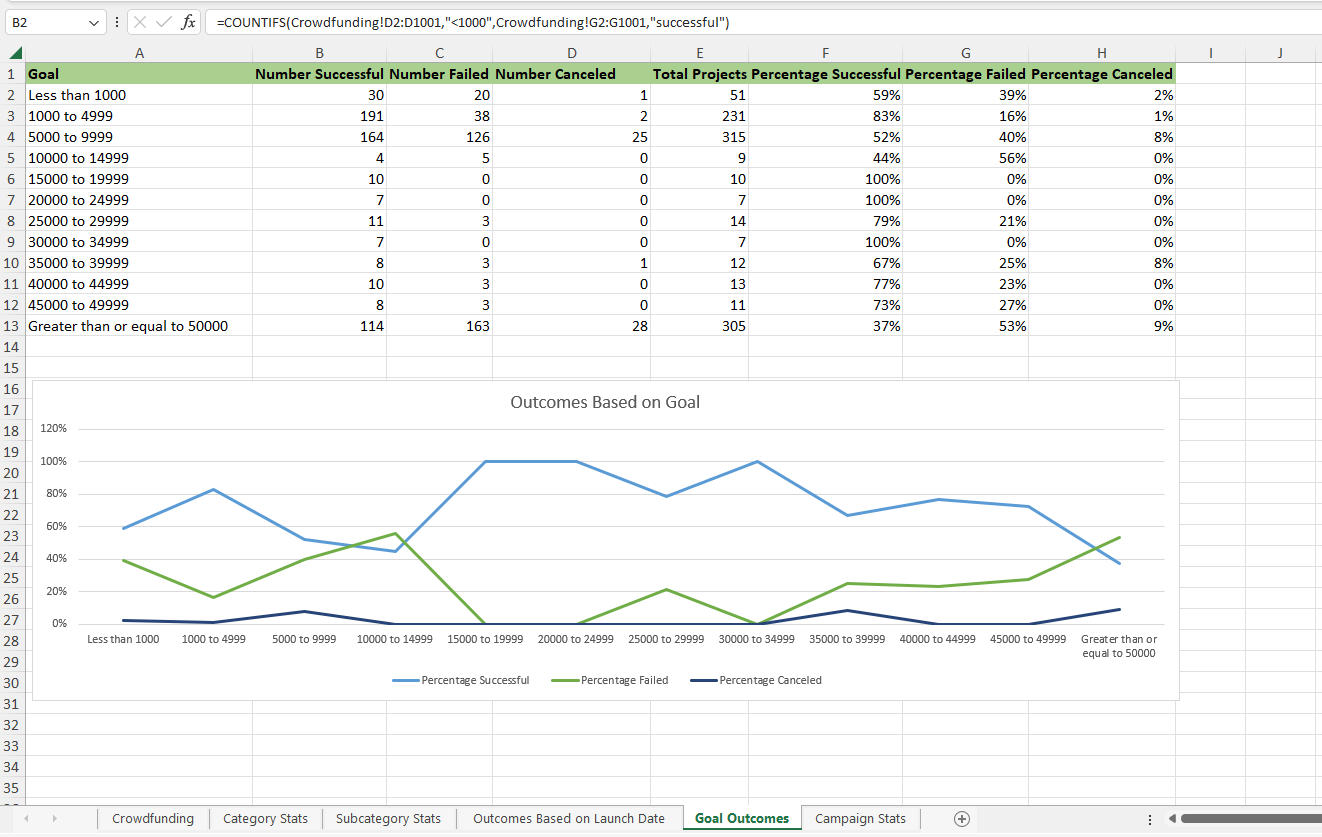 B2 fx =COUNTIFS(Crowdfunding!D2:D1001,"<1000",Crowdfunding!G2:G1001,"successful")
A B C D E F G H I J
1 Goal Number Successful Number Failed Number Canceled Total Projects Percentage Successful Percentage Failed Percentage Canceled
2 Less than 1000 30 20 1 51 59% 39% 2%
3 1000 to 4999 191 38 2 231 83% 16% 1%
4 5000 to 9999 164 126 25 315 52% 40% 8%
5 10000 to 14999 4 5 0 9 44% 56% 0%
6 15000 to 19999 10 0 0 10 100% 0% 0%
7 20000 to 24999 7 0 0 7 100% 0% 0%
8 25000 to 29999 11 3 0 14 79% 21% 0%
9 30000 to 34999 7 0 0 7 100% 0% 0%
10 35000 to 39999 8 3 1 12 67% 25% 8%
11 40000 to 44999 10 3 0 13 77% 23% 0%
12 45000 to 49999 8 3 0 11 73% 27% 0%
13 Greater than or equal to 50000 114 163 28 305 37% 53% 9%
14
15
16
17
18
19
20
21
22
23
24
25
26
27
28
29
30
31
32
33
34
35
Outcomes Based on Goal
120%
100%
80%
60%
40%
20%
0%
Less than 1000 1000 to 4999 5000 to 9999 10000 to 14999 15000 to 19999 20000 to 24999 25000 to 29999 30000 to 34999 35000 to 39999 40000 to 44999 45000 to 49999 Greater than or
equal to 50000
Percentage Successful Percentage Failed Percentage Canceled
Crowdfunding Category Stats Subcategory Stats Outcomes Based on Launch Date Goal Outcomes Campaign Stats